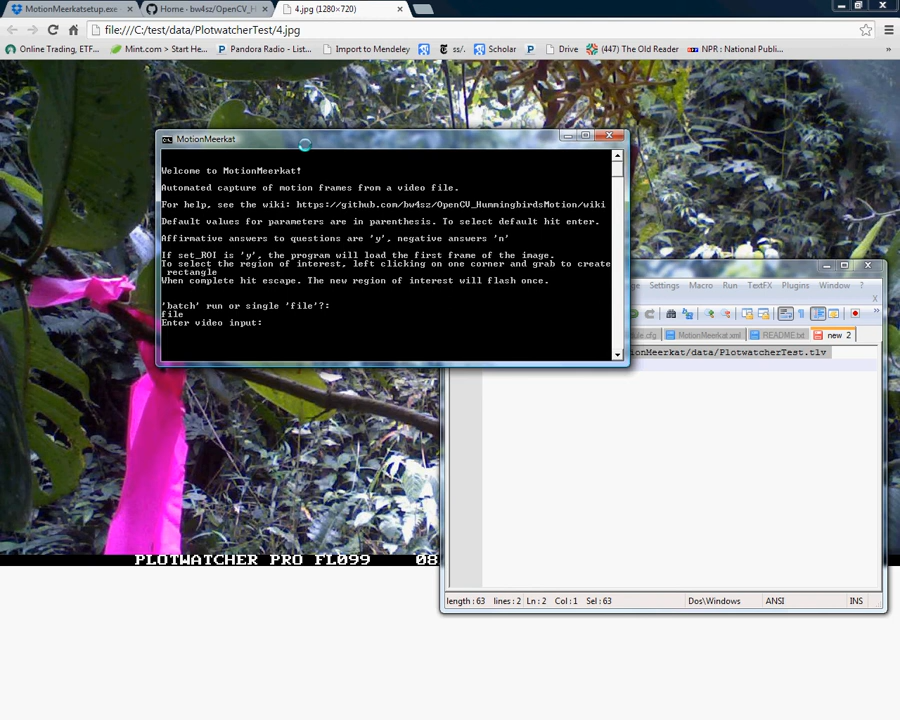 MotionMeerkatsetup.exe
Home - bw4sz/OpenCV_H
4.jpg (1280×720)
file:///C:/test/data/PlotwatcherTest/4.jpg
Online Trading, ETF...
Mint.com > Start He...
Pandora Radio - List...
Import to Mendeley
ss/.
Scholar
Drive
(447) The Old Reader
NPR : National Publi...
»
MotionMeerkat
Welcome to MotionMeerkat!
Automated capture of motion frames from a video file.
For help, see the wiki: https://github.com/bw4sz/OpenCV_HummingbirdsMotion/wiki
Default values for parameters are in parenthesis. To select default hit enter.
Affirmative answers to questions are 'y', negative answers 'n'
If set_ROI is 'y', the program will load the first frame of the image.
To select the region of interest, left clicking on one corner and grab to create
rectangle
When complete hit escape. The new region of interest will flash once.
'batch' run or single 'file'?:
file
Enter video input:
ge Settings Macro Run TextFX Plugins Window ?
X
ule.cfg
MotionMeerkat.xml
README.txt
new 2
ionMeerkat/data/PlotwatcherTest.tlv
PLOTWATCHER PRO FL099 08
length : 63 lines : 2 Ln : 2 Col : 1 Sel : 63 Dos\Windows ANSI INS